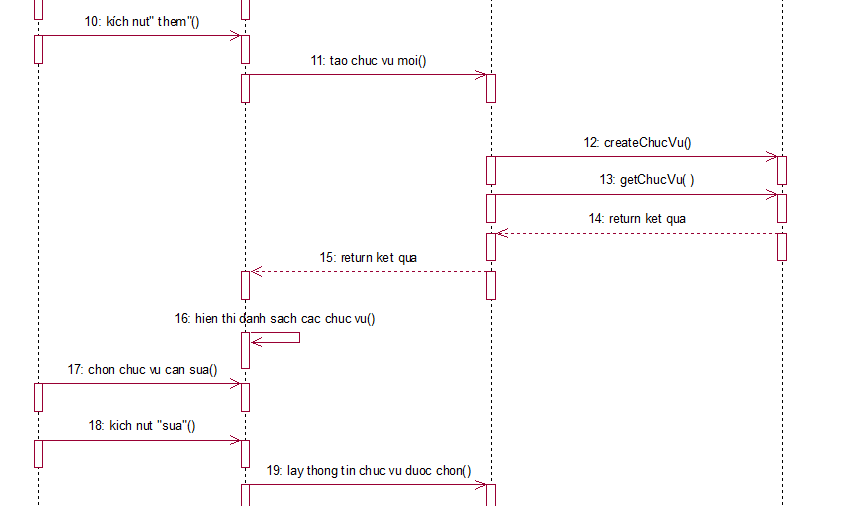 10: kích nut" them"()
11: tao chuc vu moi()
12: createChucVu()
13: getChucVu( )
14: return ket qua
15: return ket qua
16: hien thi danh sach cac chuc vu()
17: chon chuc vu can sua()
18: kich nut "sua"()
19: lay thong tin chuc vu duoc chon()